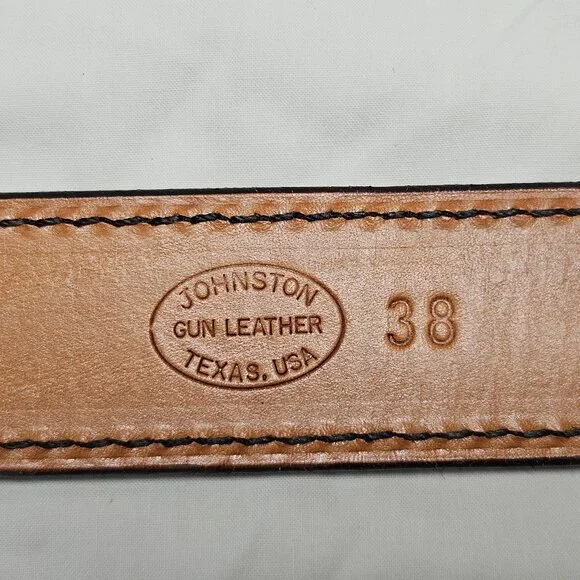 JOHNSTON
GUN LEATHER
TEXAS, USA
38